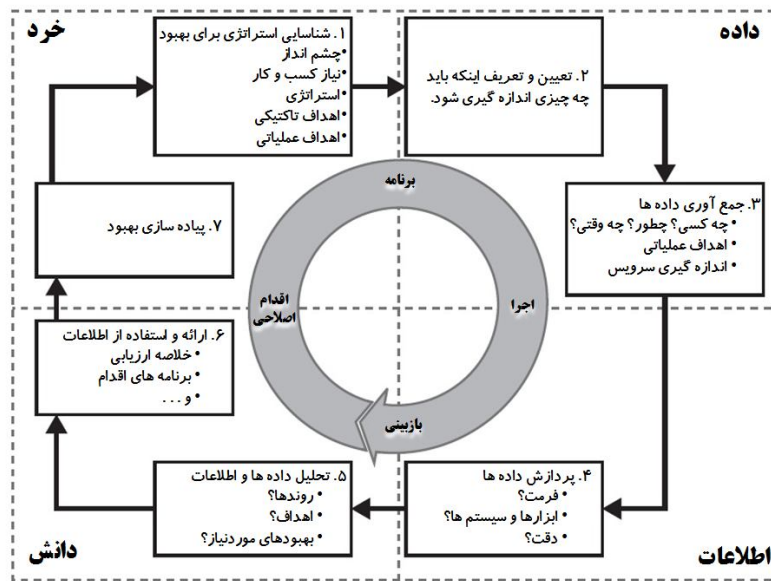 خرد
داده
۱. شناسایی استراتژی برای بهبود
• چشم انداز
• نیاز کسب و کار
• استراتژی
• اهداف تاکتیکی
• اهداف عملیاتی
۲. تعیین و تعریف اینکه باید
چه چیزی اندازه گیری شود.
۳. جمع آوری داده ها
• چه کسی؟ چطور؟ چه وقتی؟
• اهداف عملیاتی
• اندازه گیری سرویس
۴. پردازش داده ها
• فرمت؟
• ابزارها و سیستم ها؟
• دقت؟
۵. تحلیل داده ها و اطلاعات
• روندها؟
• اهداف؟
• بهبودهای موردنیاز؟
۶. ارائه و استفاده از اطلاعات
• خلاصه ارزیابی
• برنامه های اقدام
• و . . .
۷. پیاده سازی بهبود
برنامه
اجرا
بازبینی
اقدام
اصلاحی
دانش
اطلاعات